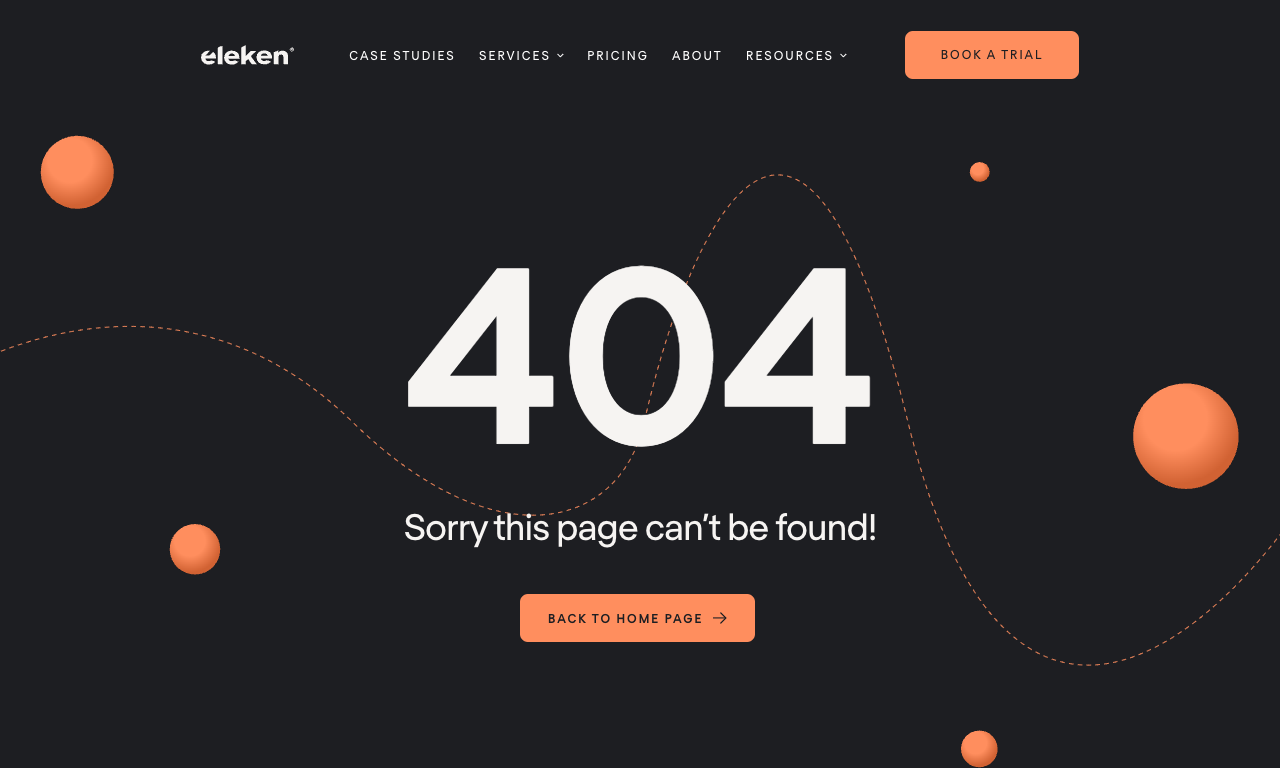 eleken®
CASE STUDIES SERVICES PRICING ABOUT RESOURCES BOOK A TRIAL
404
Sorry this page can’t be found!
BACK TO HOME PAGE →